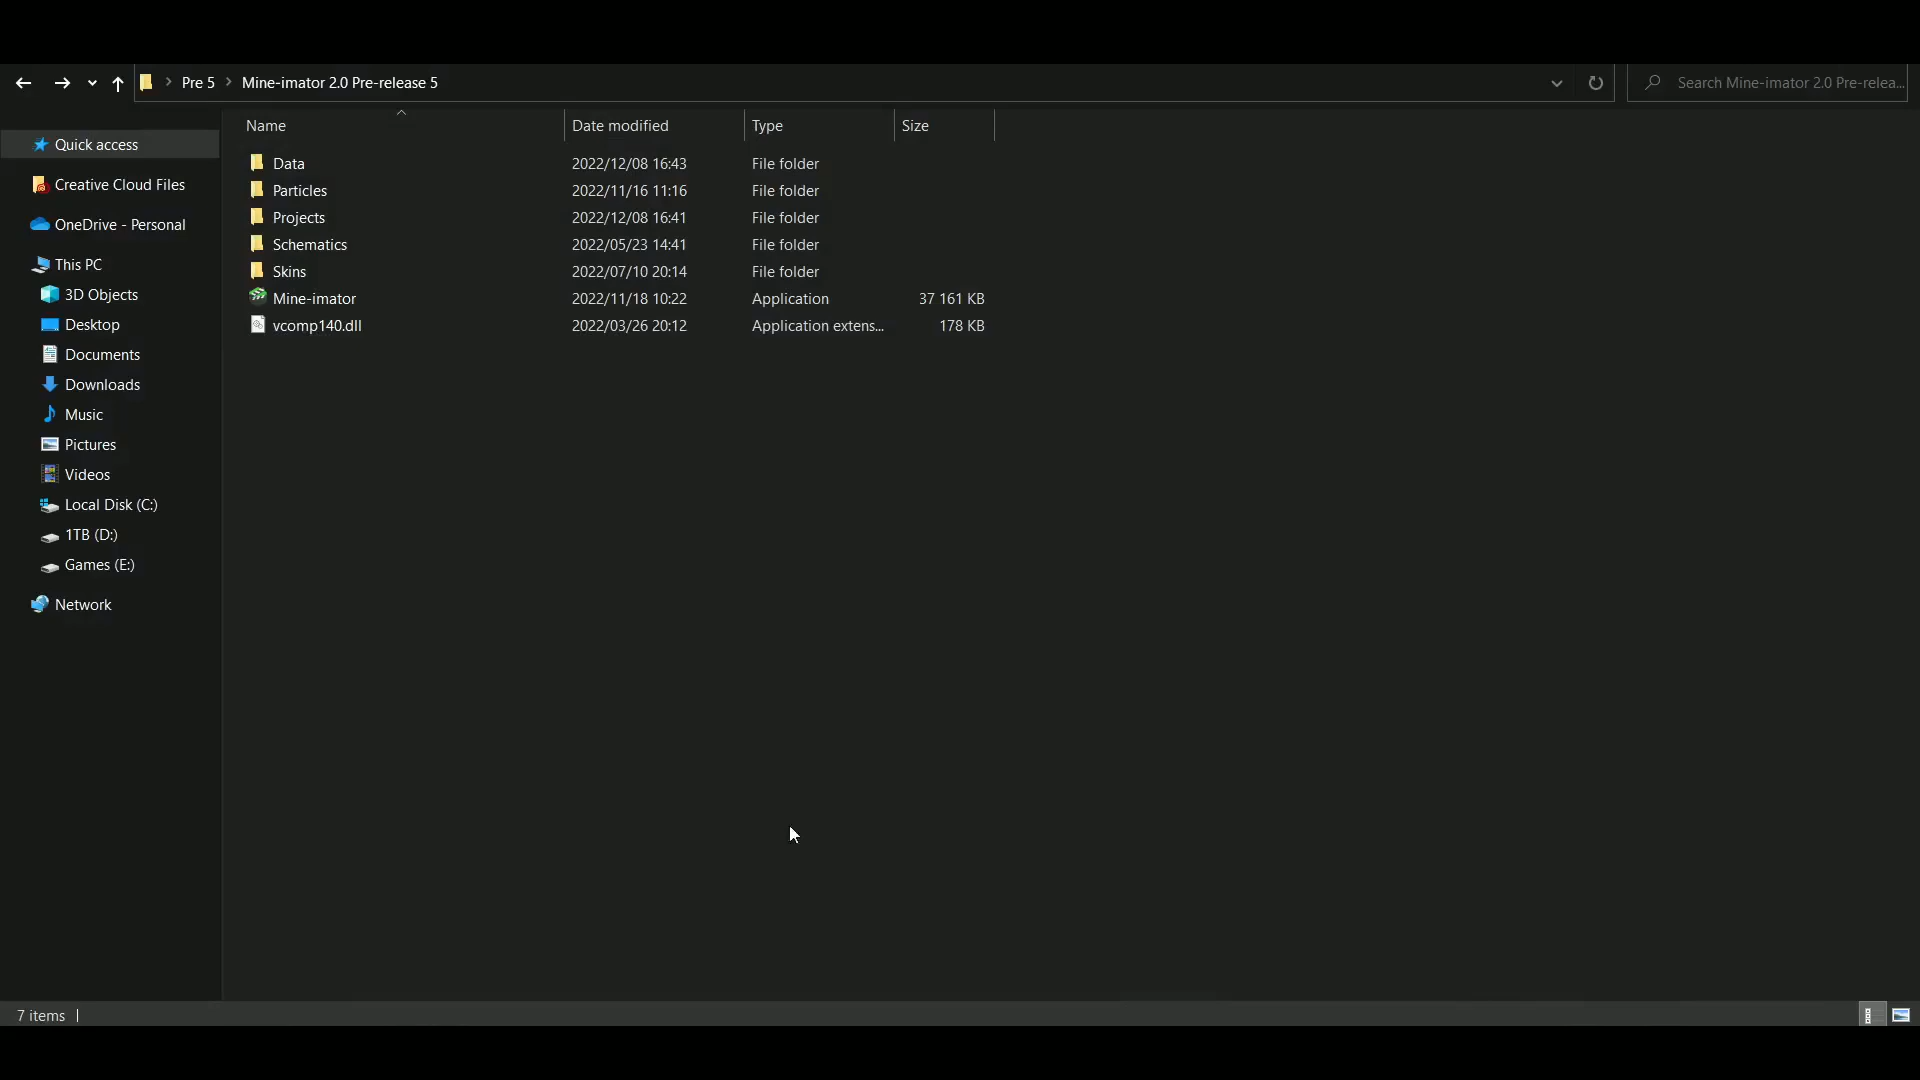 Pre 5 Mine-imator 2.0 Pre-release 5 Search Mine-imator 2.0 Pre-relea...
Name Date modified Type Size
Quick access
Creative Cloud Files
OneDrive - Personal
This PC
3D Objects
Desktop
Documents
Downloads
Music
Pictures
Videos
Local Disk (C:)
1TB (D:)
Games (E:)
Network
Data 2022/12/08 16:43 File folder
Particles 2022/11/16 11:16 File folder
Projects 2022/12/08 16:41 File folder
Schematics 2022/05/23 14:41 File folder
Skins 2022/07/10 20:14 File folder
Mine-imator 2022/11/18 10:22 Application 37 161 KB
vcomp140.dll 2022/03/26 20:12 Application extens... 178 KB
7 items